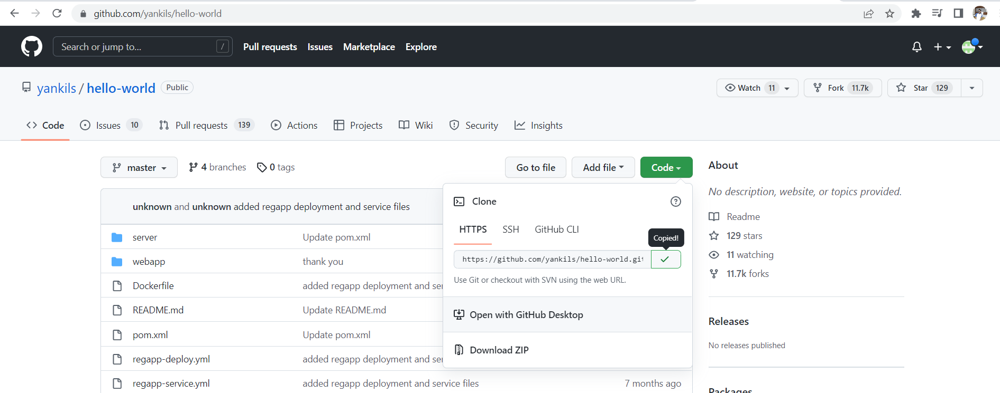 github.com/yankils/hello-world
Search or jump to...
/
Pull requests
Issues
Marketplace
Explore
yankils / hello-world
Public
Watch 11
Fork 11.7k
Star 129
Code
Issues 10
Pull requests 139
Actions
Projects
Wiki
Security
Insights
master
4 branches
0 tags
Go to file
Add file
Code
About
No description, website, or topics provided.
unknown and unknown added regapp deployment and service files
Clone
HTTPS
SSH
GitHub CLI
Copied!
https://github.com/yankils/hello-world.git
Use Git or checkout with SVN using the web URL.
Open with GitHub Desktop
Download ZIP
server
Update pom.xml
webapp
thank you
Dockerfile
added regapp deployment and ser
README.md
Update README.md
pom.xml
Update pom.xml
regapp-deploy.yml
added regapp deployment and ser
regapp-service.yml
added regapp deployment and service files
7 months ago
Readme
129 stars
11 watching
11.7k forks
Releases
No releases published
Packages